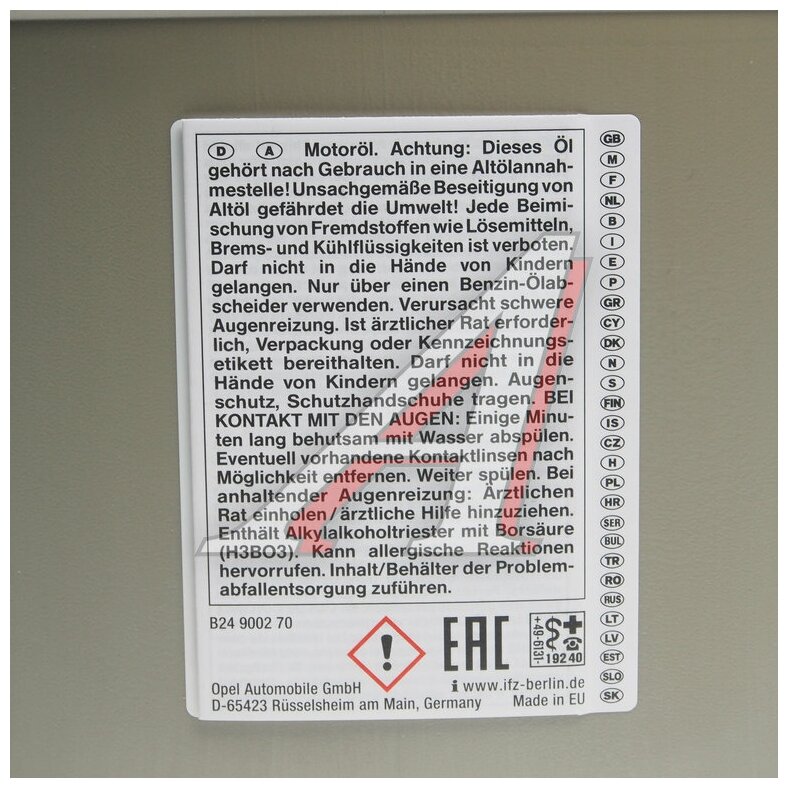 D A Motoröl. Achtung: Dieses Öl
gehört nach Gebrauch in eine Altölannah-
mestelle! Unsachgemäße Beseitigung von
Altöl gefährdet die Umwelt! Jede Beimi-
schung von Fremdstoffen wie Lösemitteln,
Brems- und Kühlflüssigkeiten ist verboten.
Darf nicht in die Hände von Kindern
gelangen. Nur über einen Benzin-Ölab-
scheider verwenden. Verursacht schwere
Augenreizung. Ist ärztlicher Rat erforder-
lich, Verpackung oder Kennzeichnungs-
etikett bereithalten. Darf nicht in die
Hände von Kindern gelangen. Augen-
schutz, Schutzhandschuhe tragen. BEI
KONTAKT MIT DEN AUGEN: Einige Minu-
ten lang behutsam mit Wasser abspülen.
Eventuell vorhandene Kontaktlinsen nach
Möglichkeit entfernen. Weiter spülen. Bei
anhaltender Augenreizung: Ärztlichen
Rat einholen / ärztliche Hilfe hinzuziehen.
Enthält Alkylalkoholtriester mit Borsäure
(H3BO3). Kann allergische Reaktionen
hervorrufen. Inhalt/Behälter der Problem-
abfallentsorgung zuführen.
B24 9002 70
EAC
+49-6131-
19240
Opel Automobile GmbH
D-65423 Rüsselsheim am Main, Germany
i www.ifz-berlin.de
Made in EU
GB
M
F
NL
B
I
E
P
GR
CY
DK
N
S
FIN
IS
CZ
H
PL
HR
SER
BUL
TR
RO
RUS
LT
LV
EST
SLO
SK